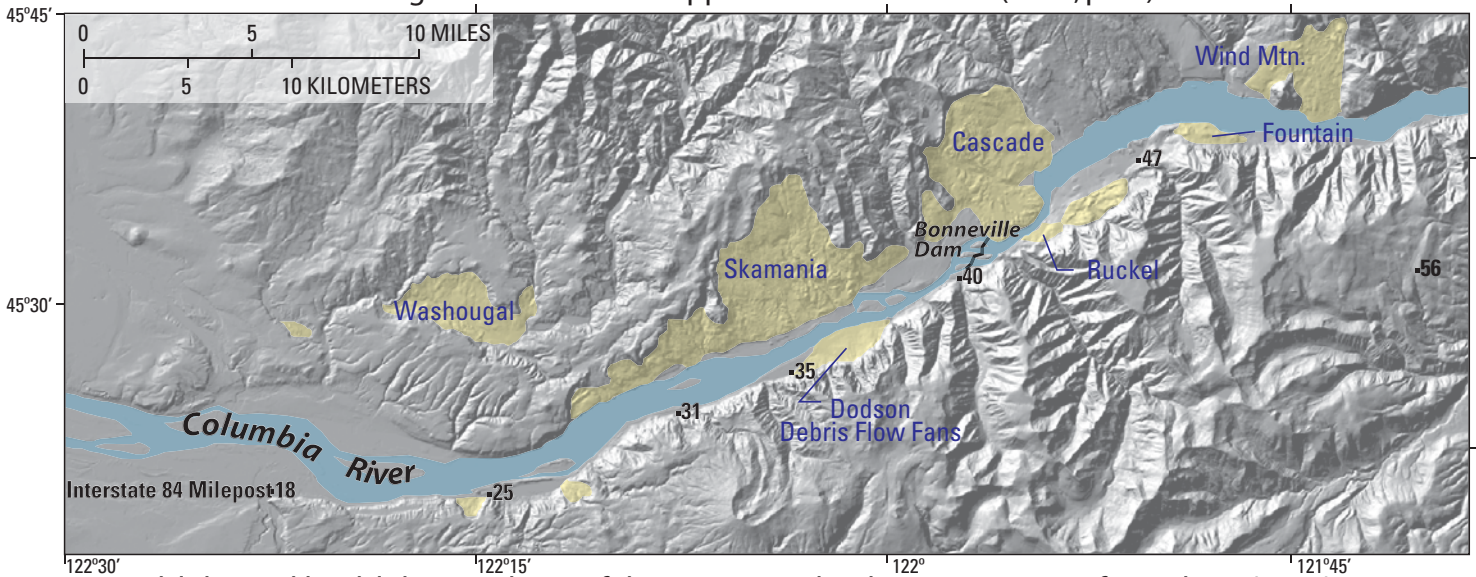 45°45'
0 5 10 MILES
0 5 10 KILOMETERS
Wind Mtn.
Cascade
Fountain
47
Bonneville
Dam
Skamania
40
Ruckel
56
45°30'
Washougal
35
31
Dodson
Debris Flow Fans
Columbia
River
Interstate 84 Milepost 18
25
122°30'
122°15'
122°
121°45'